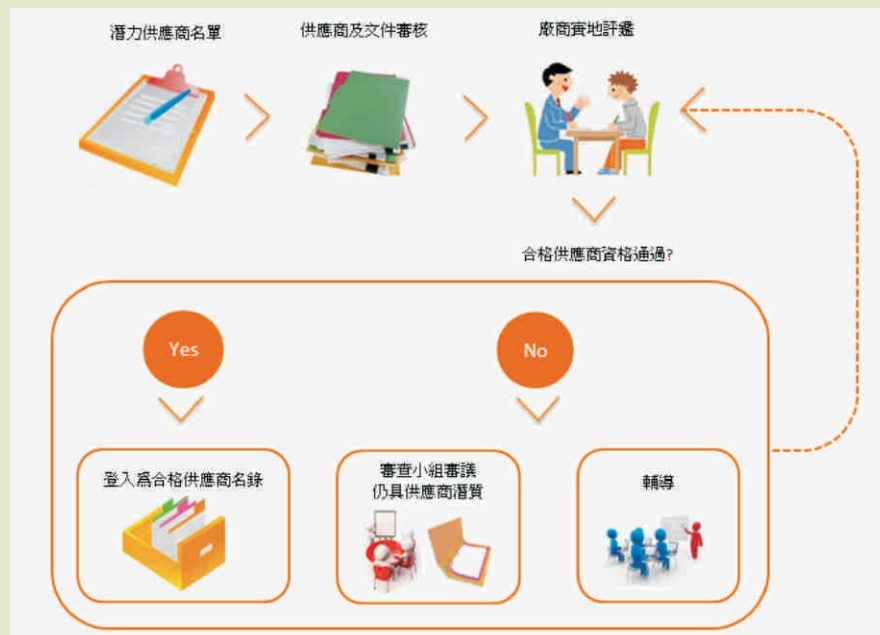 潛力供應商名單
供應商及文件審核
廠商實地評鑑
合格供應商資格通過?
Yes
No
登入為合格供應商名錄
審查小組審議
仍具供應商潛質
輔導